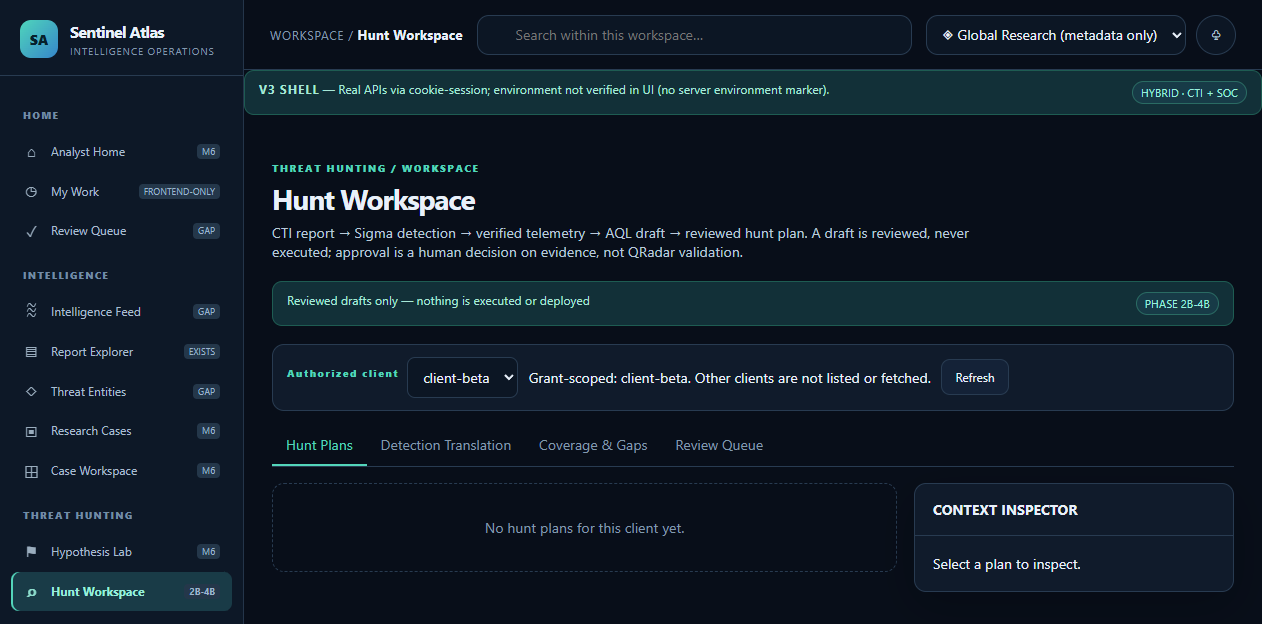 SA
Sentinel Atlas
INTELLIGENCE OPERATIONS
WORKSPACE / Hunt Workspace
Search within this workspace...
◈ Global Research (metadata only)
V3 SHELL — Real APIs via cookie-session; environment not verified in UI (no server environment marker).
HYBRID · CTI + SOC
HOME
Analyst Home M6
My Work FRONTEND-ONLY
Review Queue GAP
INTELLIGENCE
Intelligence Feed GAP
Report Explorer EXISTS
Threat Entities GAP
Research Cases M6
Case Workspace M6
THREAT HUNTING
Hypothesis Lab M6
Hunt Workspace 2B-4B
THREAT HUNTING / WORKSPACE
Hunt Workspace
CTI report → Sigma detection → verified telemetry → AQL draft → reviewed hunt plan. A draft is reviewed, never
executed; approval is a human decision on evidence, not QRadar validation.
Reviewed drafts only — nothing is executed or deployed
PHASE 2B-4B
Authorized client client-beta Grant-scoped: client-beta. Other clients are not listed or fetched. Refresh
Hunt Plans Detection Translation Coverage & Gaps Review Queue
No hunt plans for this client yet.
CONTEXT INSPECTOR
Select a plan to inspect.